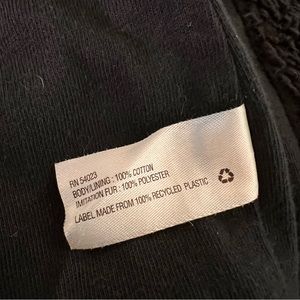 RN 54023
BODY/LINING : 100% COTTON
IMITATION FUR : 100% POLYESTER
LABEL MADE FROM 100% RECYCLED PLASTIC